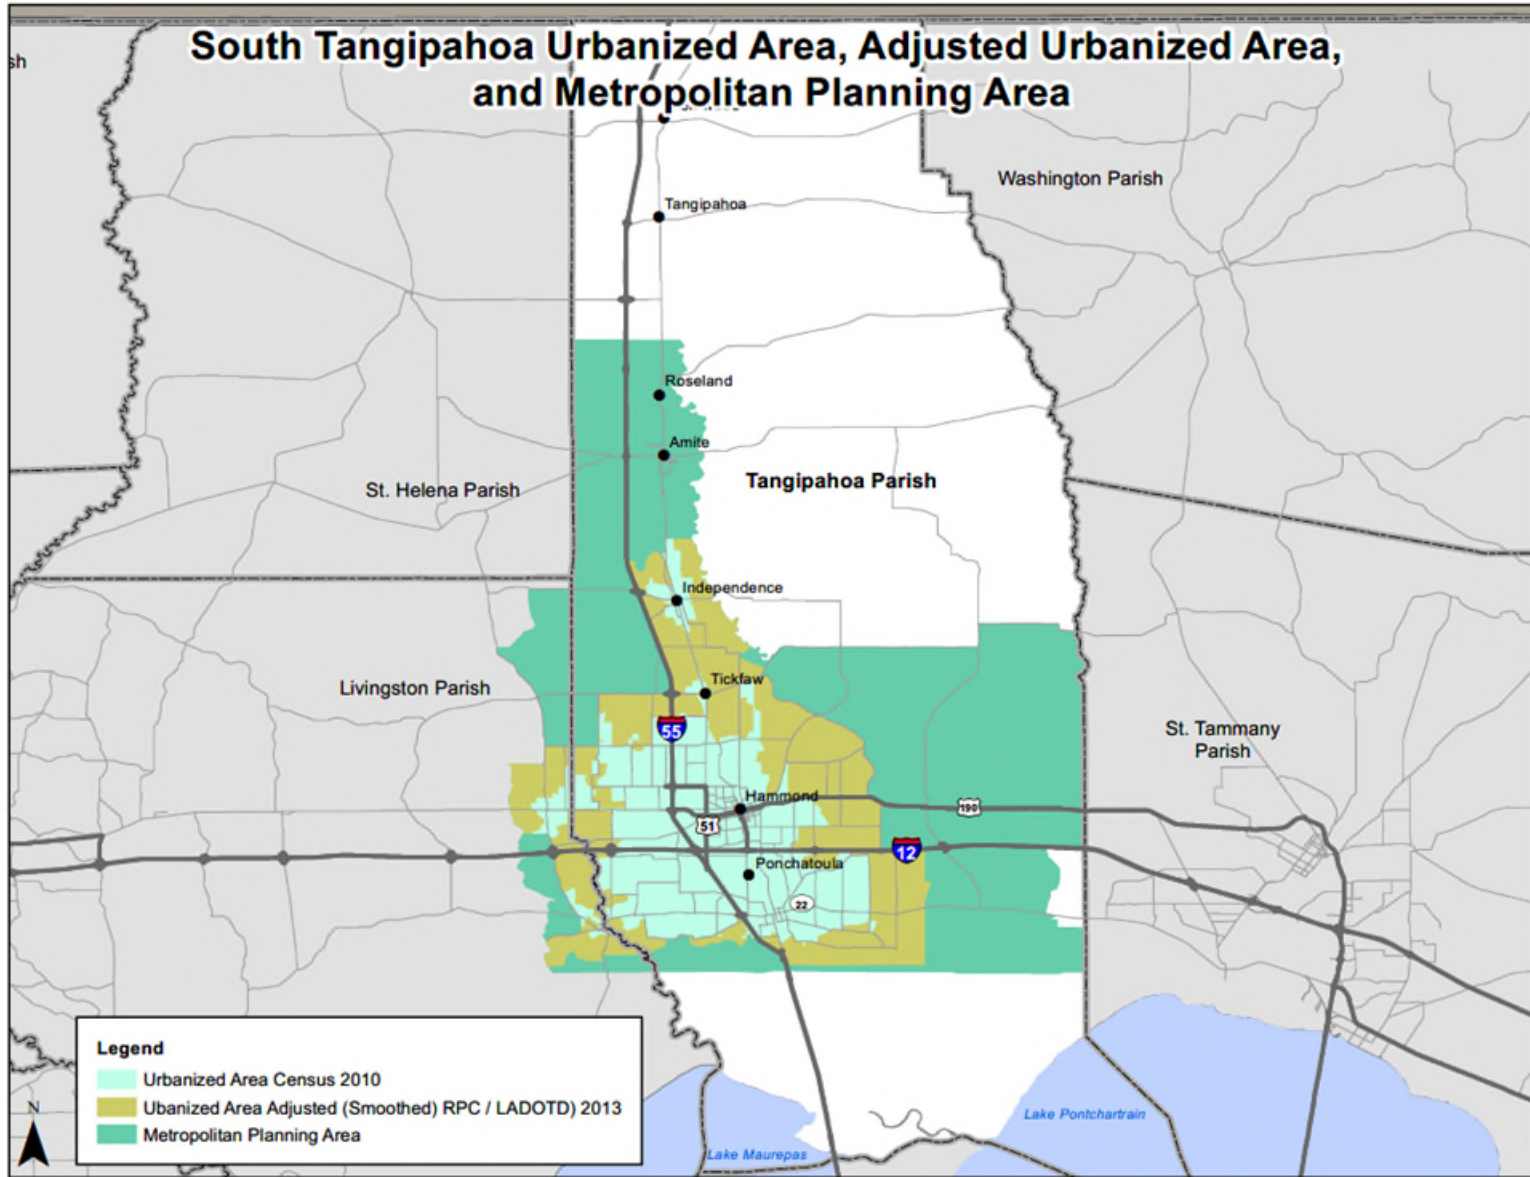 South Tangipahoa Urbanized Area, Adjusted Urbanized Area,
and Metropolitan Planning Area
sh
Washington Parish
Tangipahoa
Roseland
Amite
St. Helena Parish
Tangipahoa Parish
Independence
Livingston Parish
Tickfaw
55
St. Tammany
Parish
Hammond
190
51
12
Ponchatoula
22
Legend
Urbanized Area Census 2010
Ubanized Area Adjusted (Smoothed) RPC / LADOTD) 2013
Metropolitan Planning Area
N
Lake Pontchartrain
Lake Maurepas